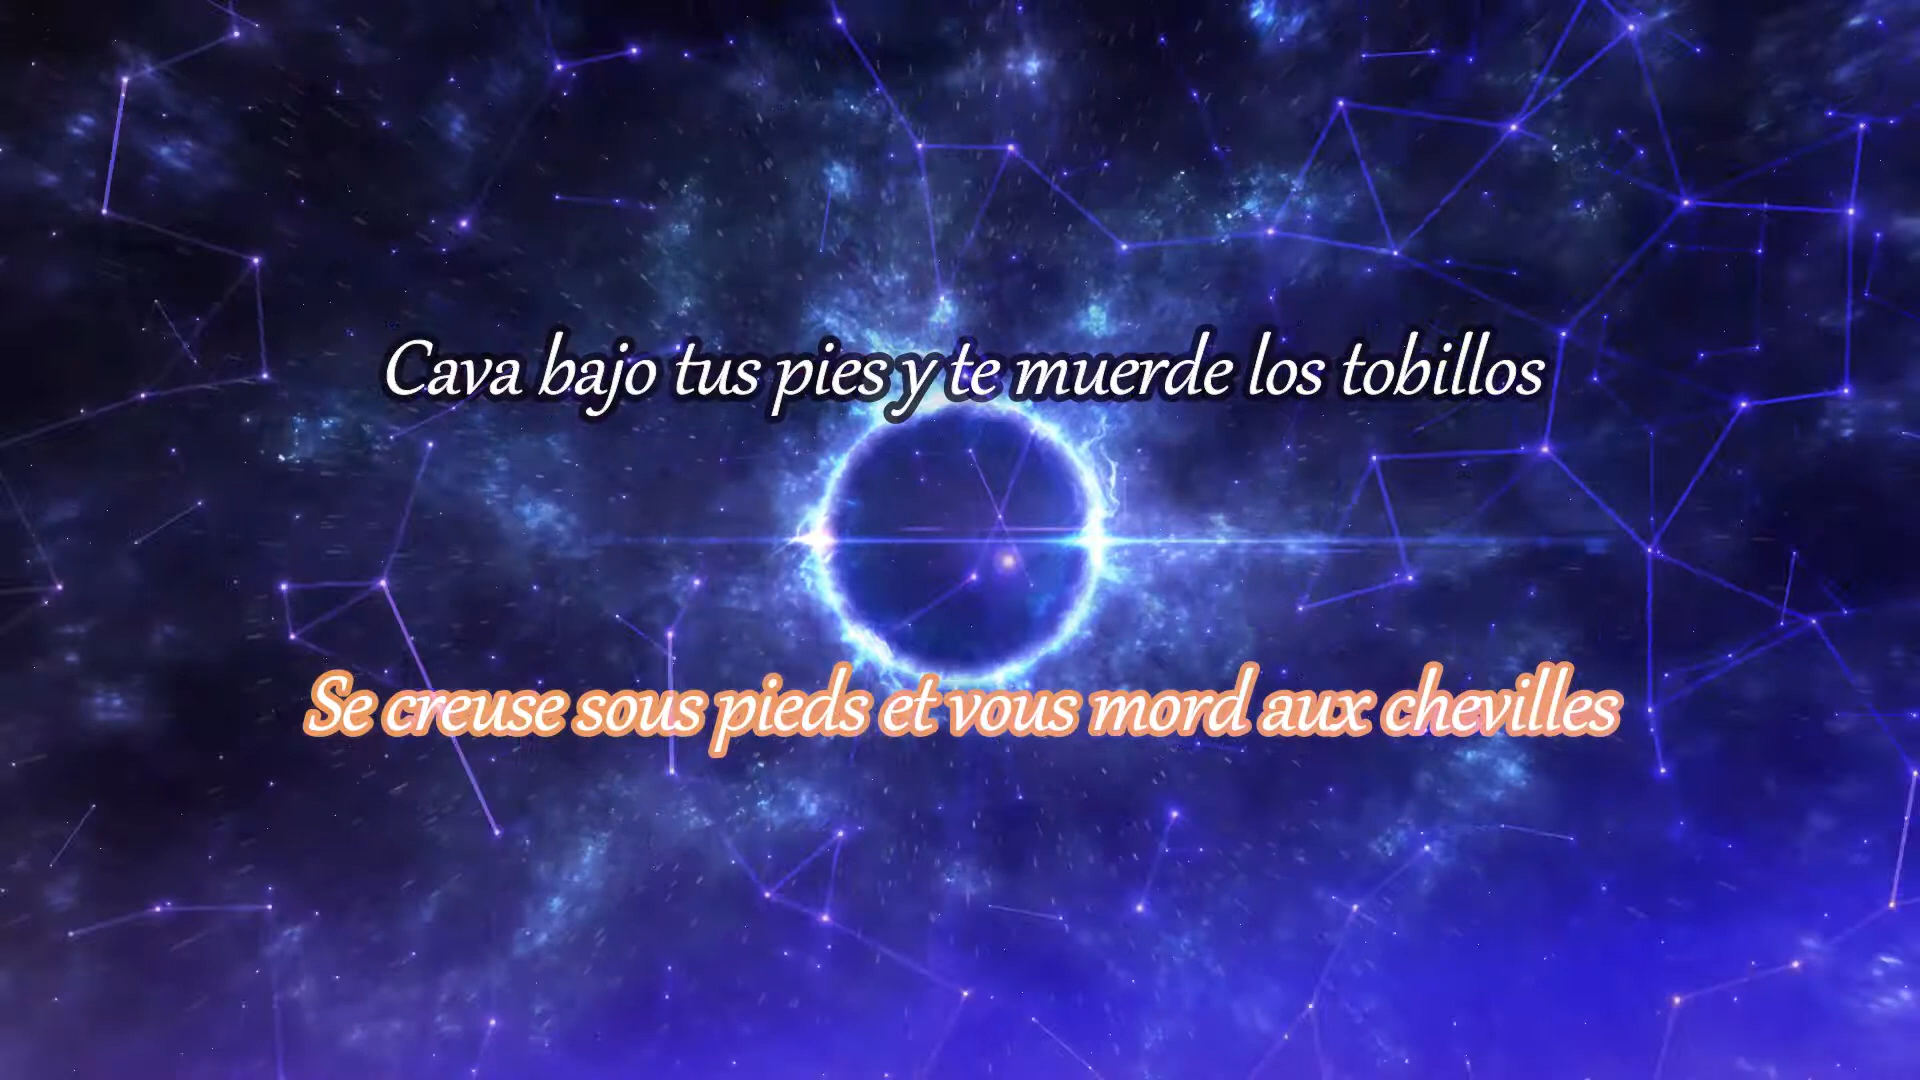 Cava bajo tus pies y te muerde los tobillos
Se creuse sous pieds et vous mord aux chevilles